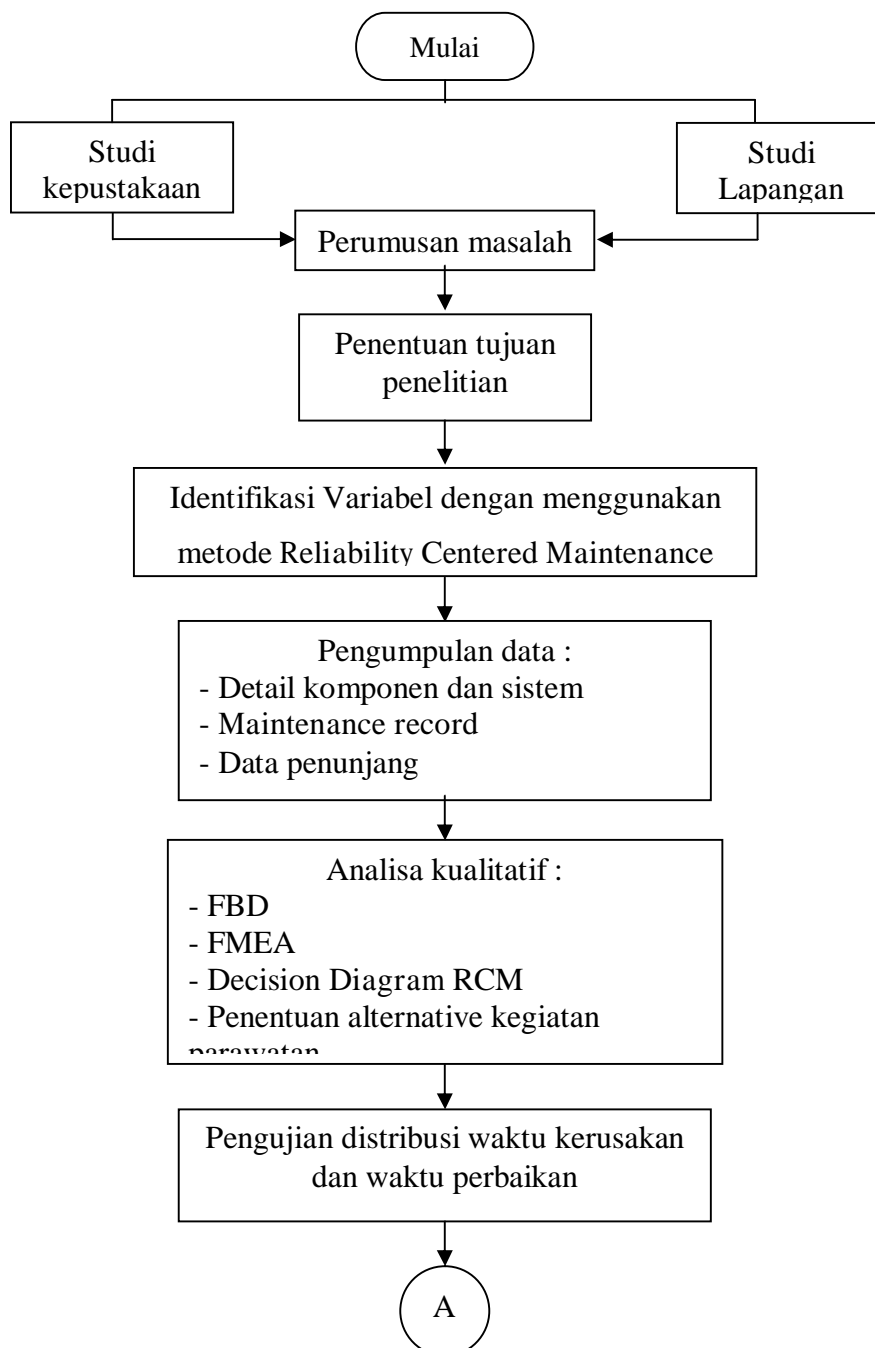 Mulai
Studi
kepustakaan
Studi
Lapangan
Perumusan masalah
Penentuan tujuan
penelitian
Identifikasi Variabel dengan menggunakan
metode Reliability Centered Maintenance
Pengumpulan data :
- Detail komponen dan sistem
- Maintenance record
- Data penunjang
Analisa kualitatif :
- FBD
- FMEA
- Decision Diagram RCM
- Penentuan alternative kegiatan
parawatan
Pengujian distribusi waktu kerusakan
dan waktu perbaikan
A